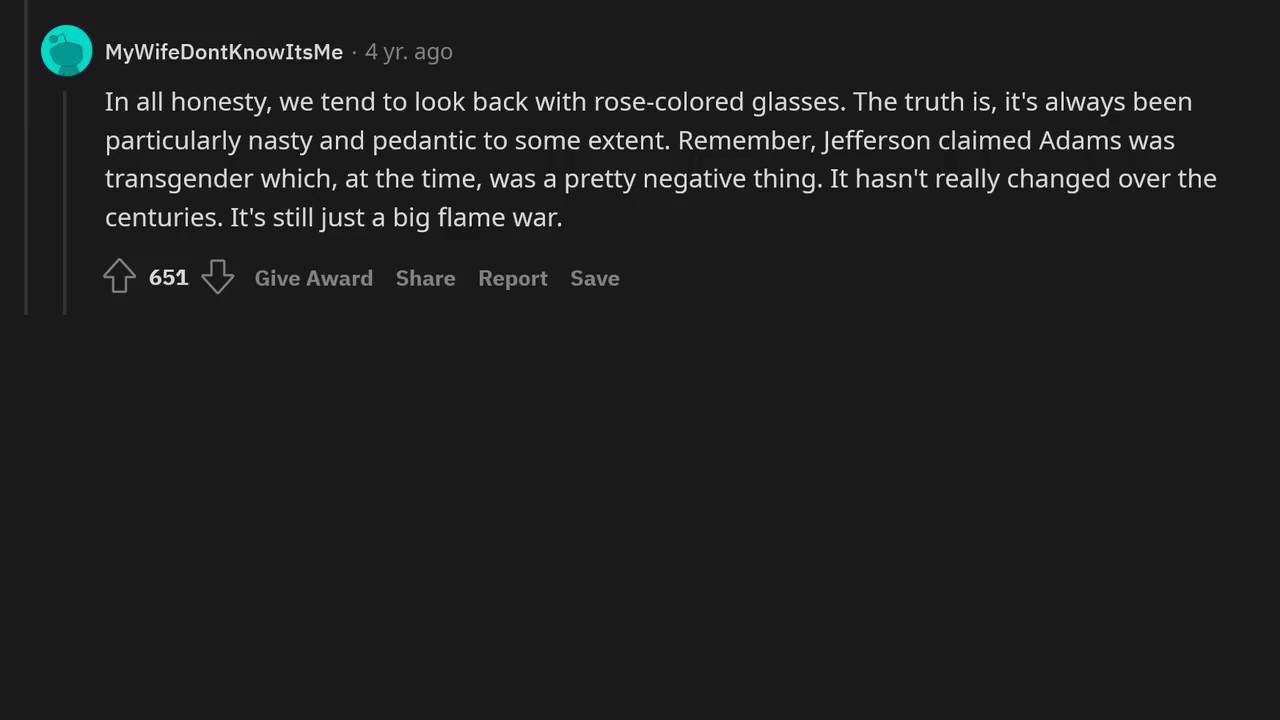 MyWifeDontKnowItsMe · 4 yr. ago
In all honesty, we tend to look back with rose-colored glasses. The truth is, it's always been
particularly nasty and pedantic to some extent. Remember, Jefferson claimed Adams was
transgender which, at the time, was a pretty negative thing. It hasn't really changed over the
centuries. It's still just a big flame war.
651 Give Award Share Report Save